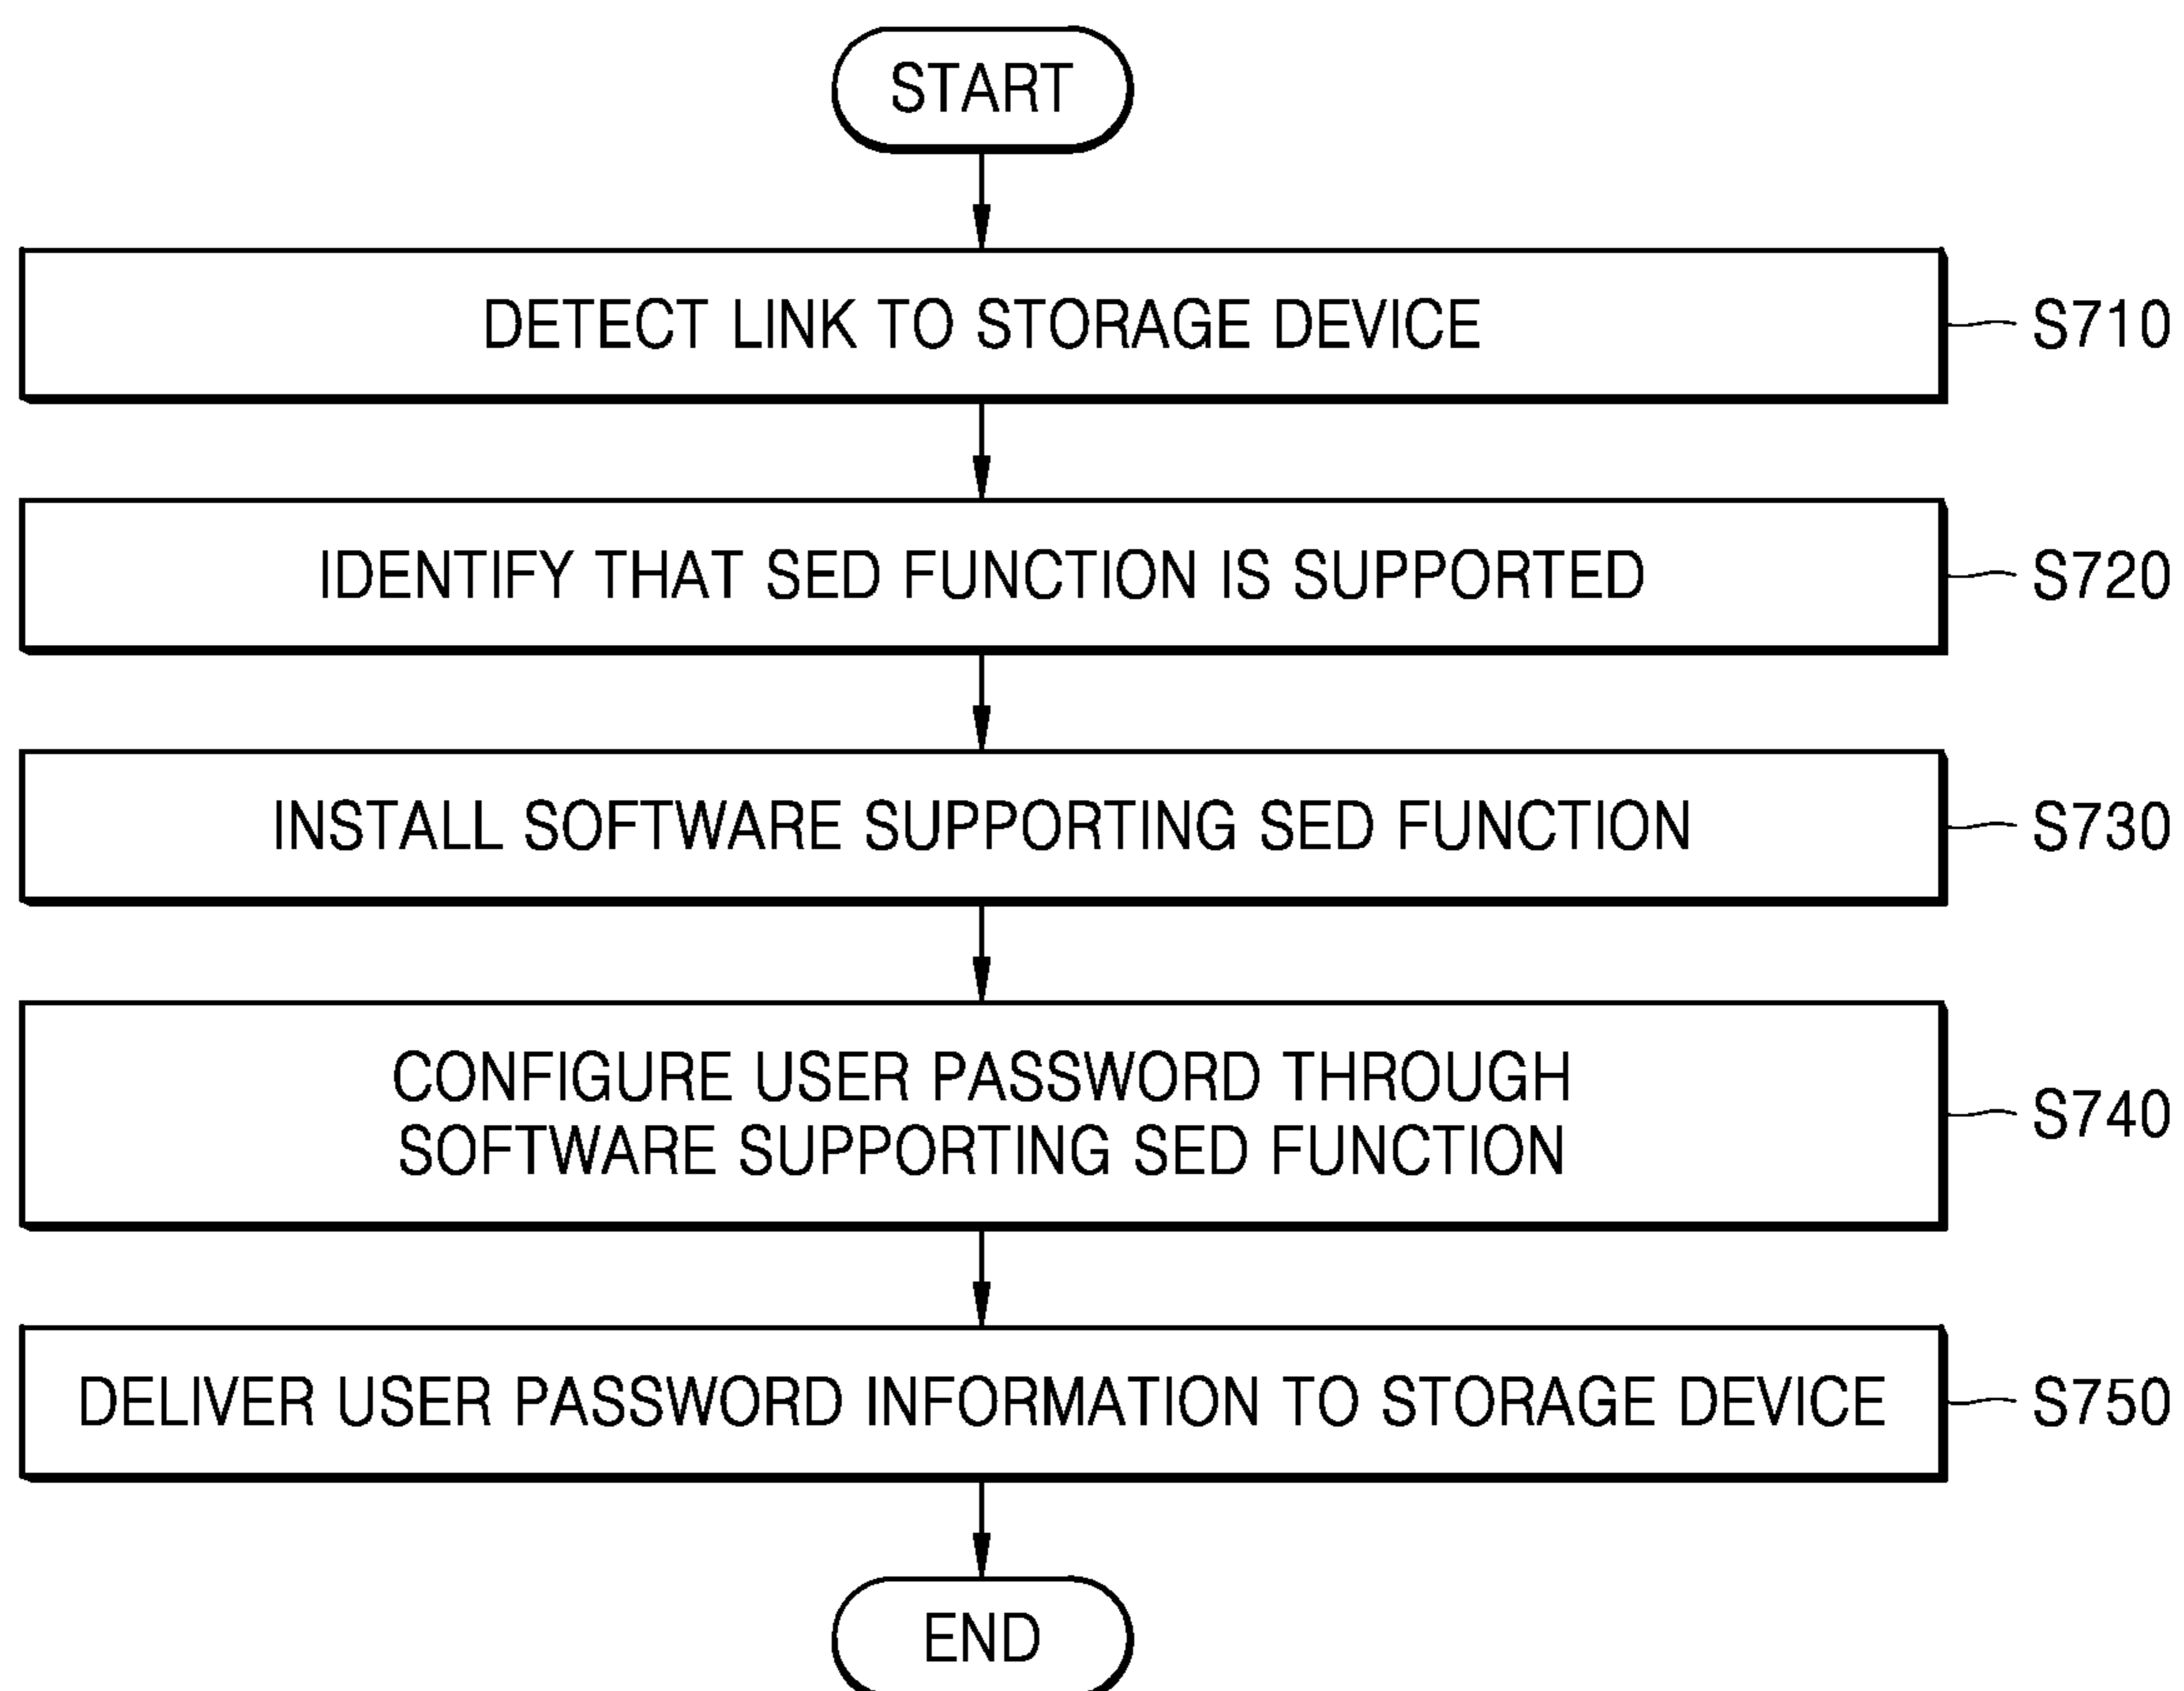 START
DETECT LINK TO STORAGE DEVICE
S710
IDENTIFY THAT SED FUNCTION IS SUPPORTED
S720
INSTALL SOFTWARE SUPPORTING SED FUNCTION
S730
CONFIGURE USER PASSWORD THROUGH
SOFTWARE SUPPORTING SED FUNCTION
S740
DELIVER USER PASSWORD INFORMATION TO STORAGE DEVICE
S750
END